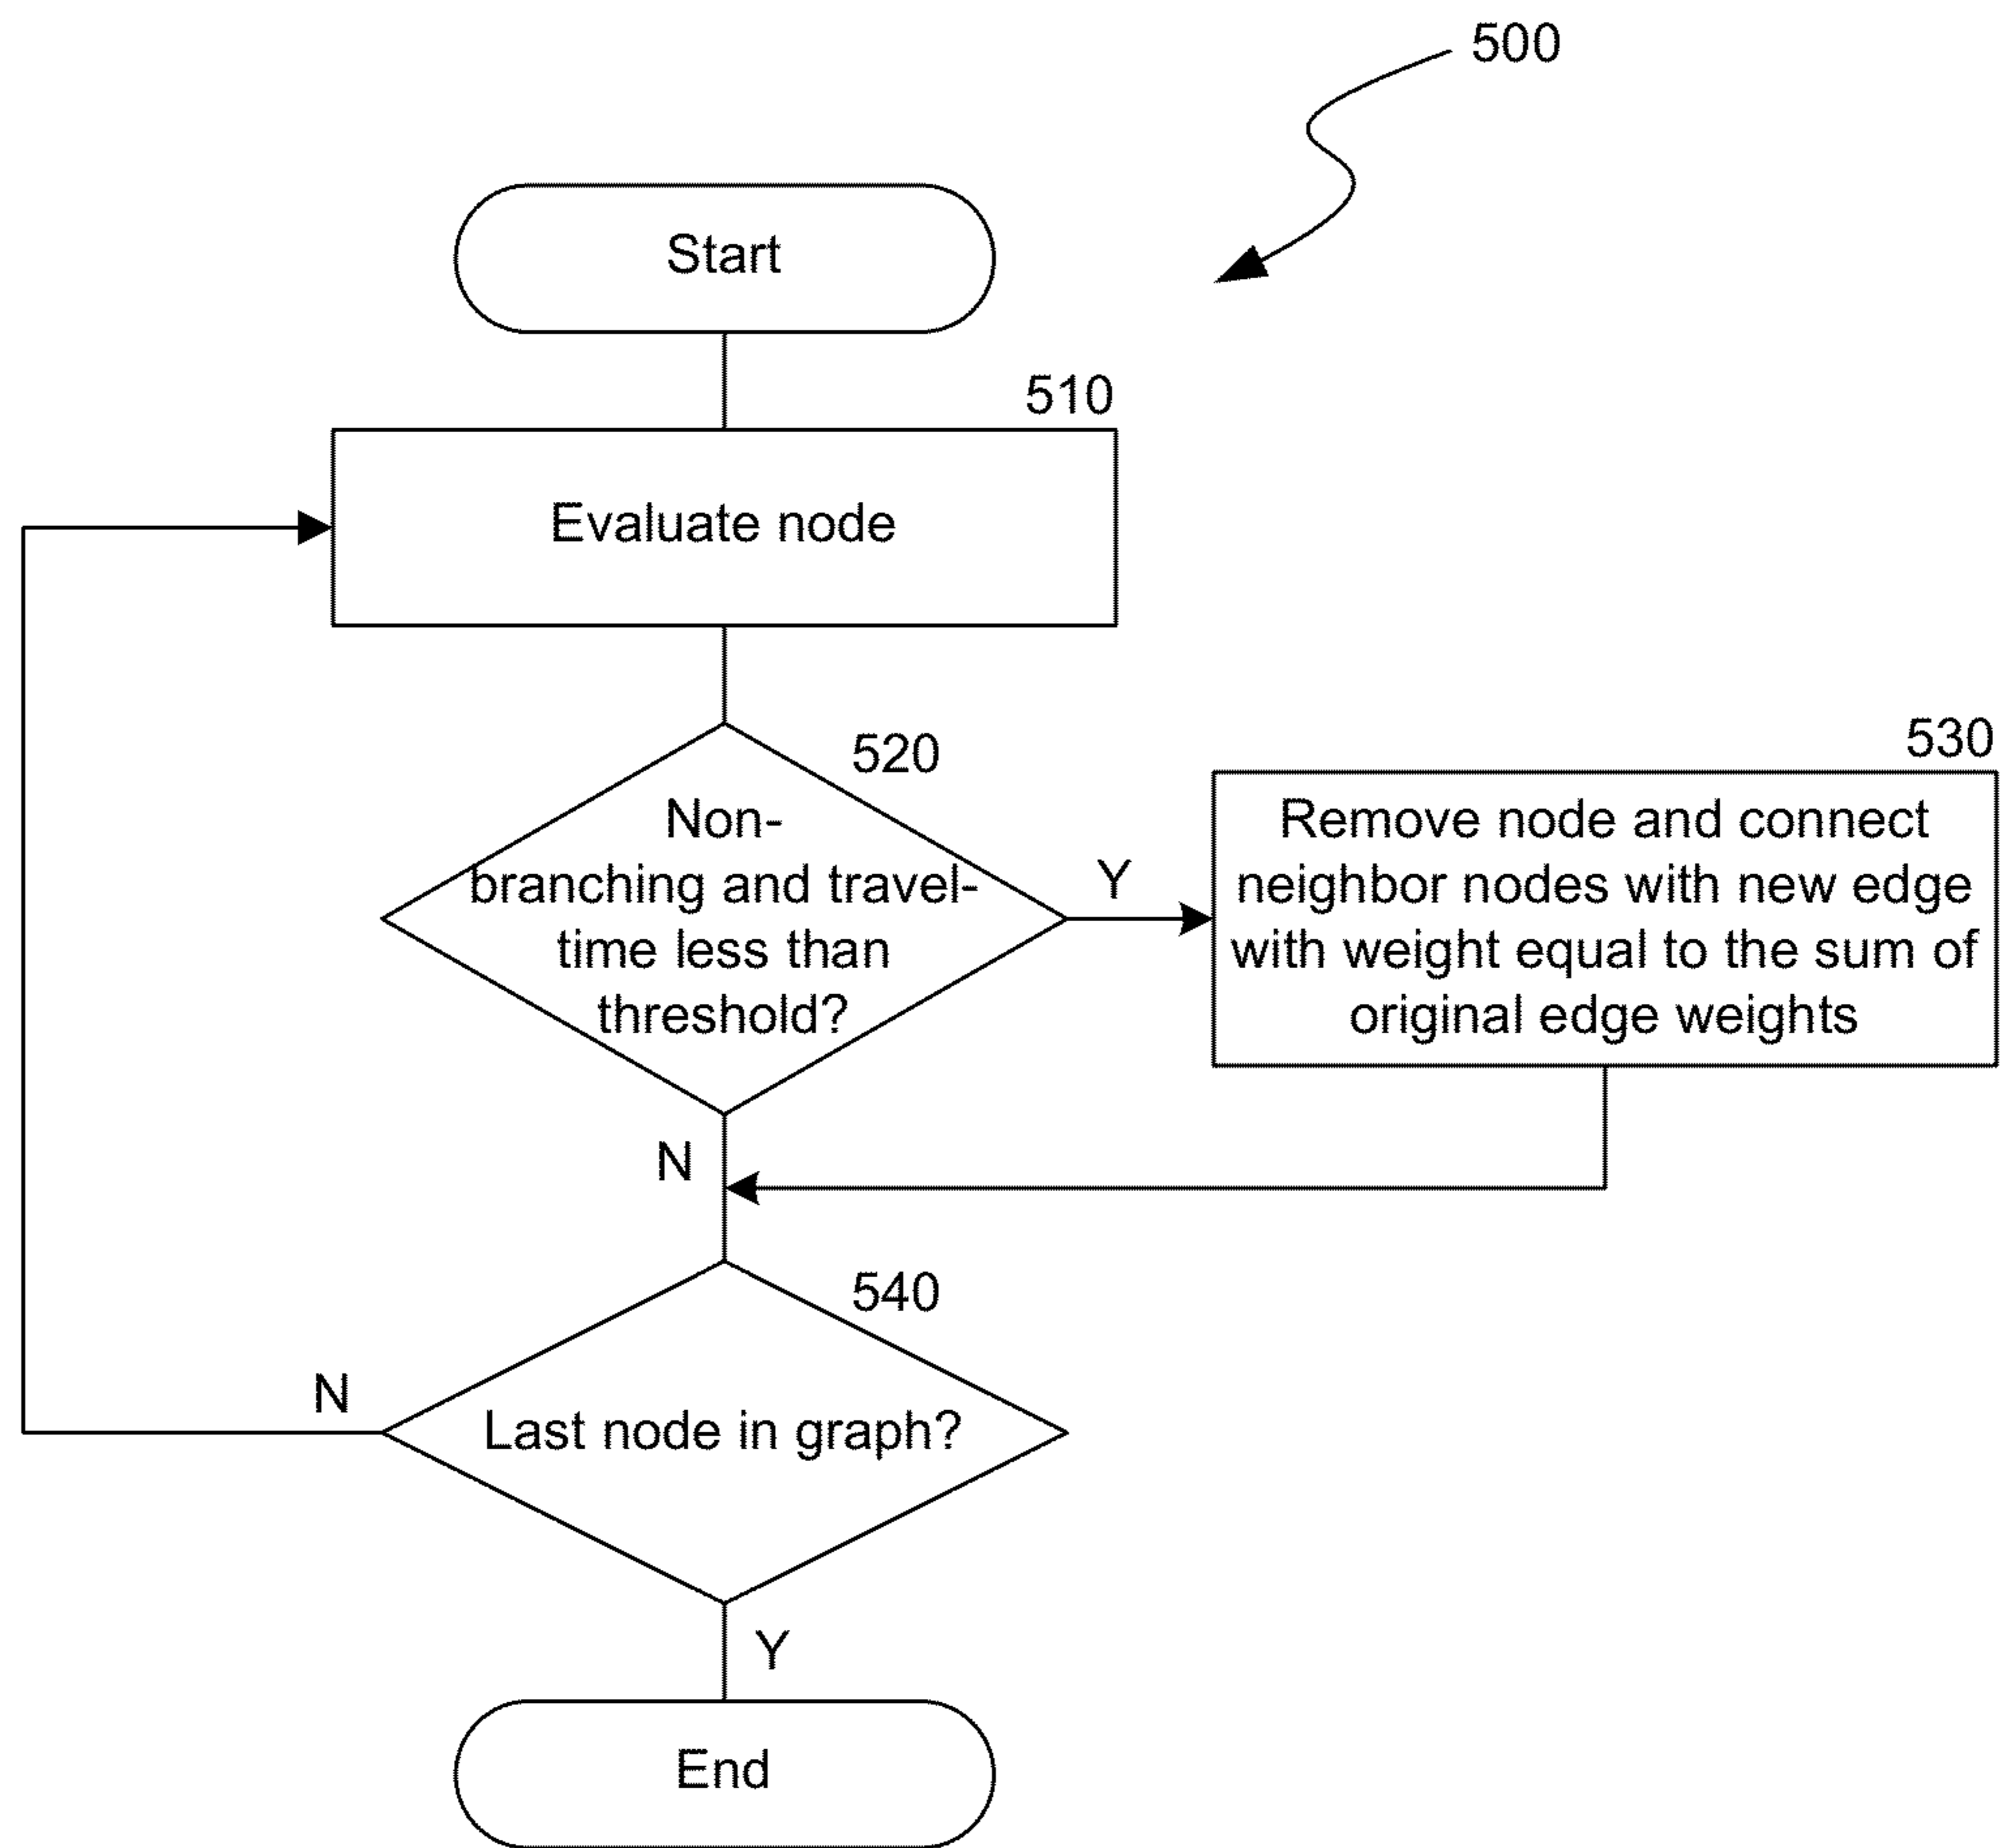 500
Start
510
Evaluate node
520
Non-
branching and travel-
time less than
threshold?
Y
530
Remove node and connect
neighbor nodes with new edge
with weight equal to the sum of
original edge weights
N
540
Last node in graph?
N
Y
End